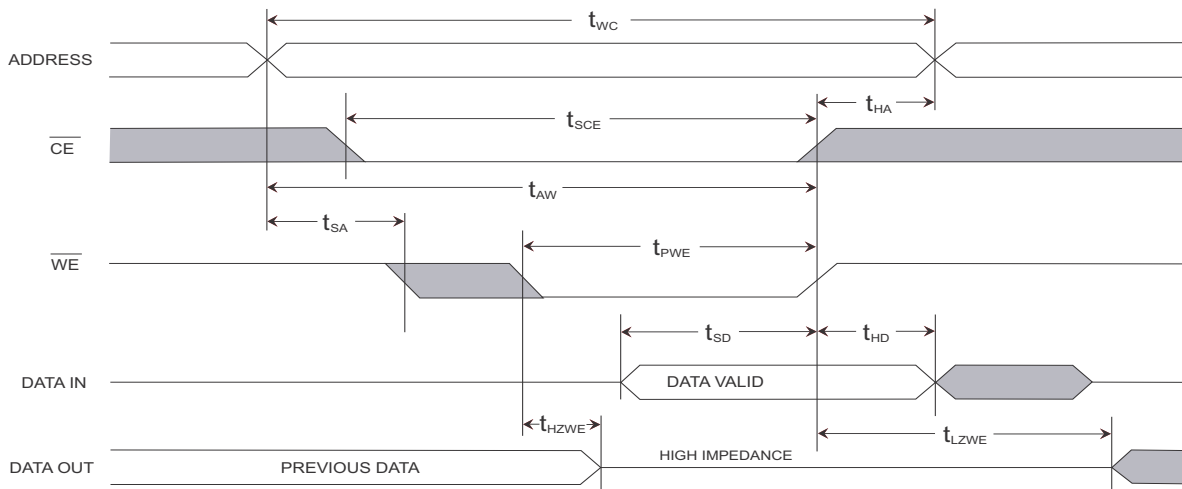 tWC
ADDRESS
tHA
tSCE
CE
tAW
tSA
tPWE
WE
tSD
tHD
DATA IN
DATA VALID
tHZWE
tLZWE
DATA OUT
PREVIOUS DATA
HIGH IMPEDANCE